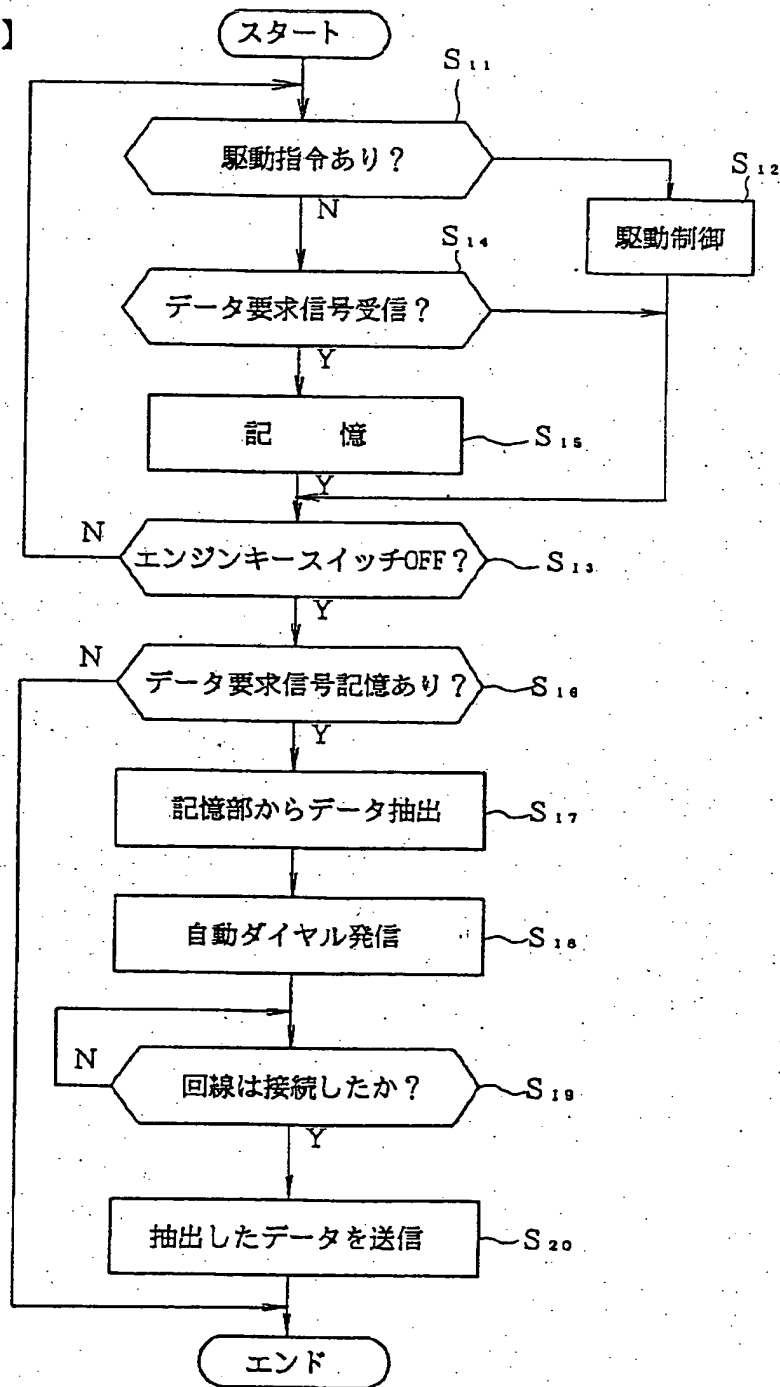 】
スタート
S₁₁
駆動指令あり?
S₁₂
駆動制御
N
S₁₄
データ要求信号受信?
Y
記 憶
S₁₅
Y
N
エンジンキースイッチOFF?
S₁₃
Y
N
データ要求信号記憶あり?
S₁₆
Y
記憶部からデータ抽出
S₁₇
自動ダイヤル発信
S₁₈
N
回線は接続したか?
S₁₉
Y
抽出したデータを送信
S₂₀
エンド